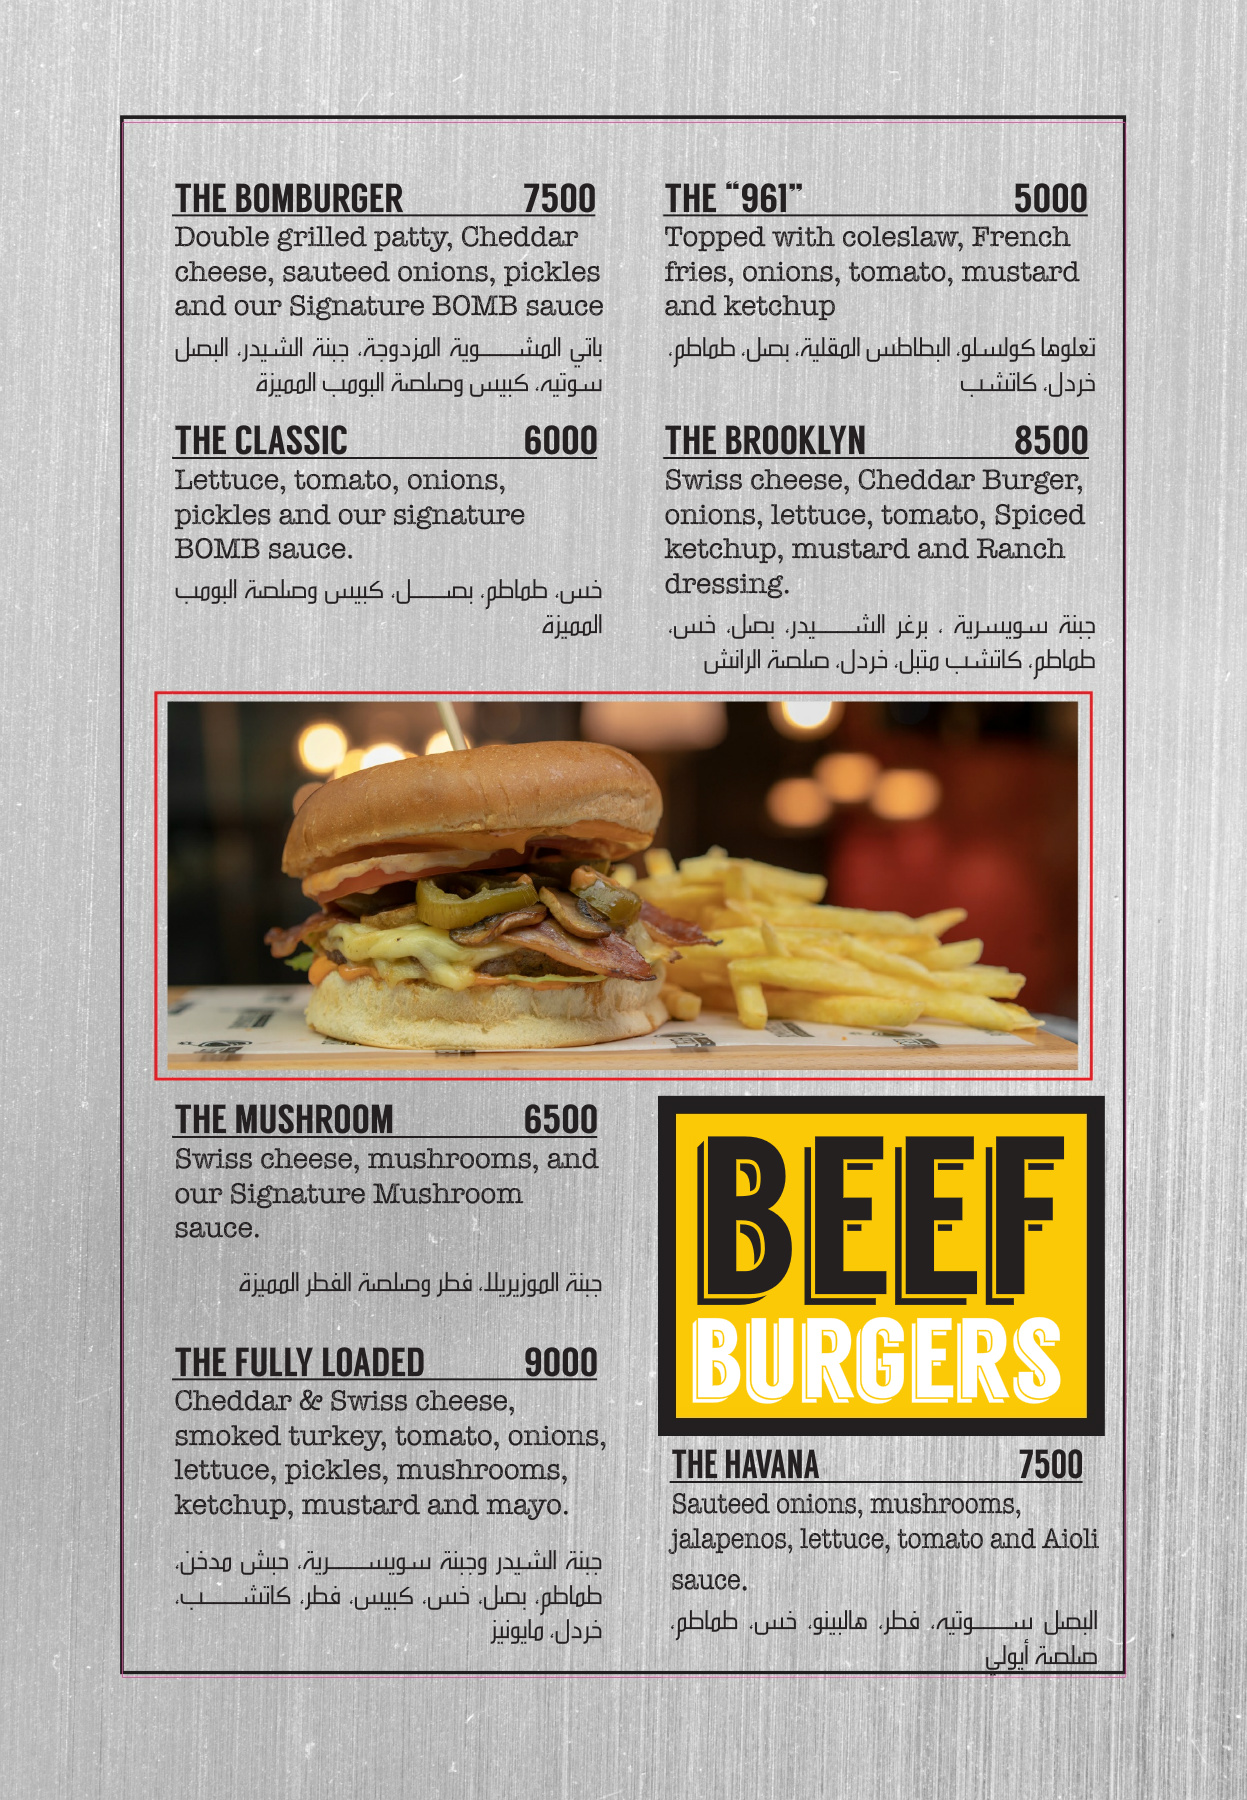 THE BOMBURGER 7500
Double grilled patty, Cheddar
cheese, sauteed onions, pickles
and our Signature BOMB sauce
باتي المشـــوية المزدوجة، جبنة الشيدر، البصل
سوتيه، كبيس وصلصة البومب المميزة
THE CLASSIC 6000
Lettuce, tomato, onions,
pickles and our signature
BOMB sauce.
خس، طماطم، بصـــل، كبيس وصلصة البومب
المميزة
THE “961” 5000
Topped with coleslaw, French
fries, onions, tomato, mustard
and ketchup
تعلوها كولسلو، البطاطس المقلية، بصل، طماطم،
خردل، كاتشب
THE BROOKLYN 8500
Swiss cheese, Cheddar Burger,
onions, lettuce, tomato, Spiced
ketchup, mustard and Ranch
dressing.
جبنة سويسرية ، برغر الشـــيدر، بصل، خس،
طماطم، كاتشب متبل، خردل، صلصة الرانش
THE MUSHROOM 6500
Swiss cheese, mushrooms, and
our Signature Mushroom
sauce.
جبنة الموزيريلا، فطر وصلصة الفطر المميزة
THE FULLY LOADED 9000
Cheddar & Swiss cheese,
smoked turkey, tomato, onions,
lettuce, pickles, mushrooms,
ketchup, mustard and mayo.
جبنة الشيدر وجبنة سويســـرية، حبش مدخن،
طماطم، بصل، خس، كبيس، فطر، كاتشـــب،
خردل، مايونيز
BEEF
BURGERS
THE HAVANA 7500
Sauteed onions, mushrooms,
jalapenos, lettuce, tomato and Aioli
sauce.
البصل ســـوتيه، فطر، هالبينو، خس، طماطم،
صلصة أيولي